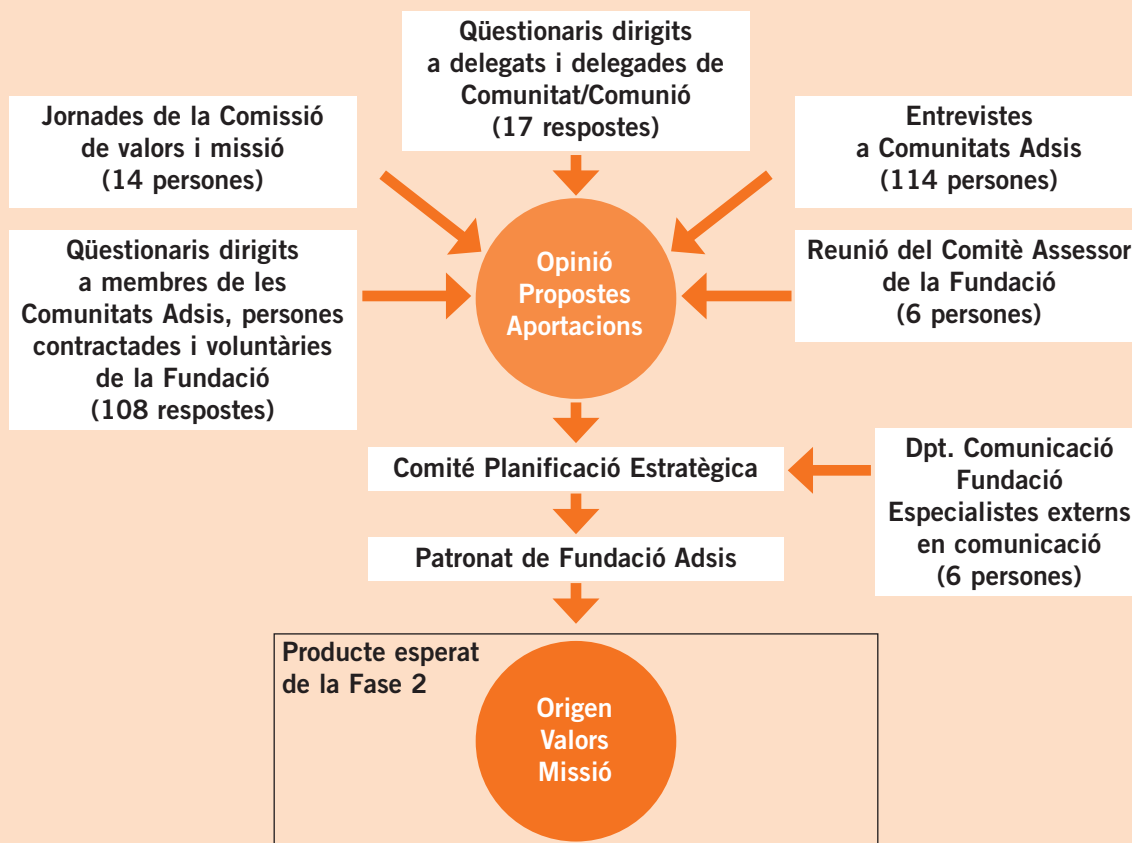 Qüestionaris dirigits
a delegats i delegades de
Comunitat/Comunió
(17 respostes)
Jornades de la Comissió
de valors i missió
(14 persones)
Entrevistes
a Comunitats Adsis
(114 persones)
Qüestionaris dirigits
a membres de les
Comunitats Adsis, persones
contractades i voluntàries
de la Fundació
(108 respostes)
Opinió
Propostes
Aportacions
Reunió del Comitè Assessor
de la Fundació
(6 persones)
Comité Planificació Estratègica
Dpt. Comunicació
Fundació
Especialistes externs
en comunicació
(6 persones)
Patronat de Fundació Adsis
Producte esperat
de la Fase 2
Origen
Valors
Missió